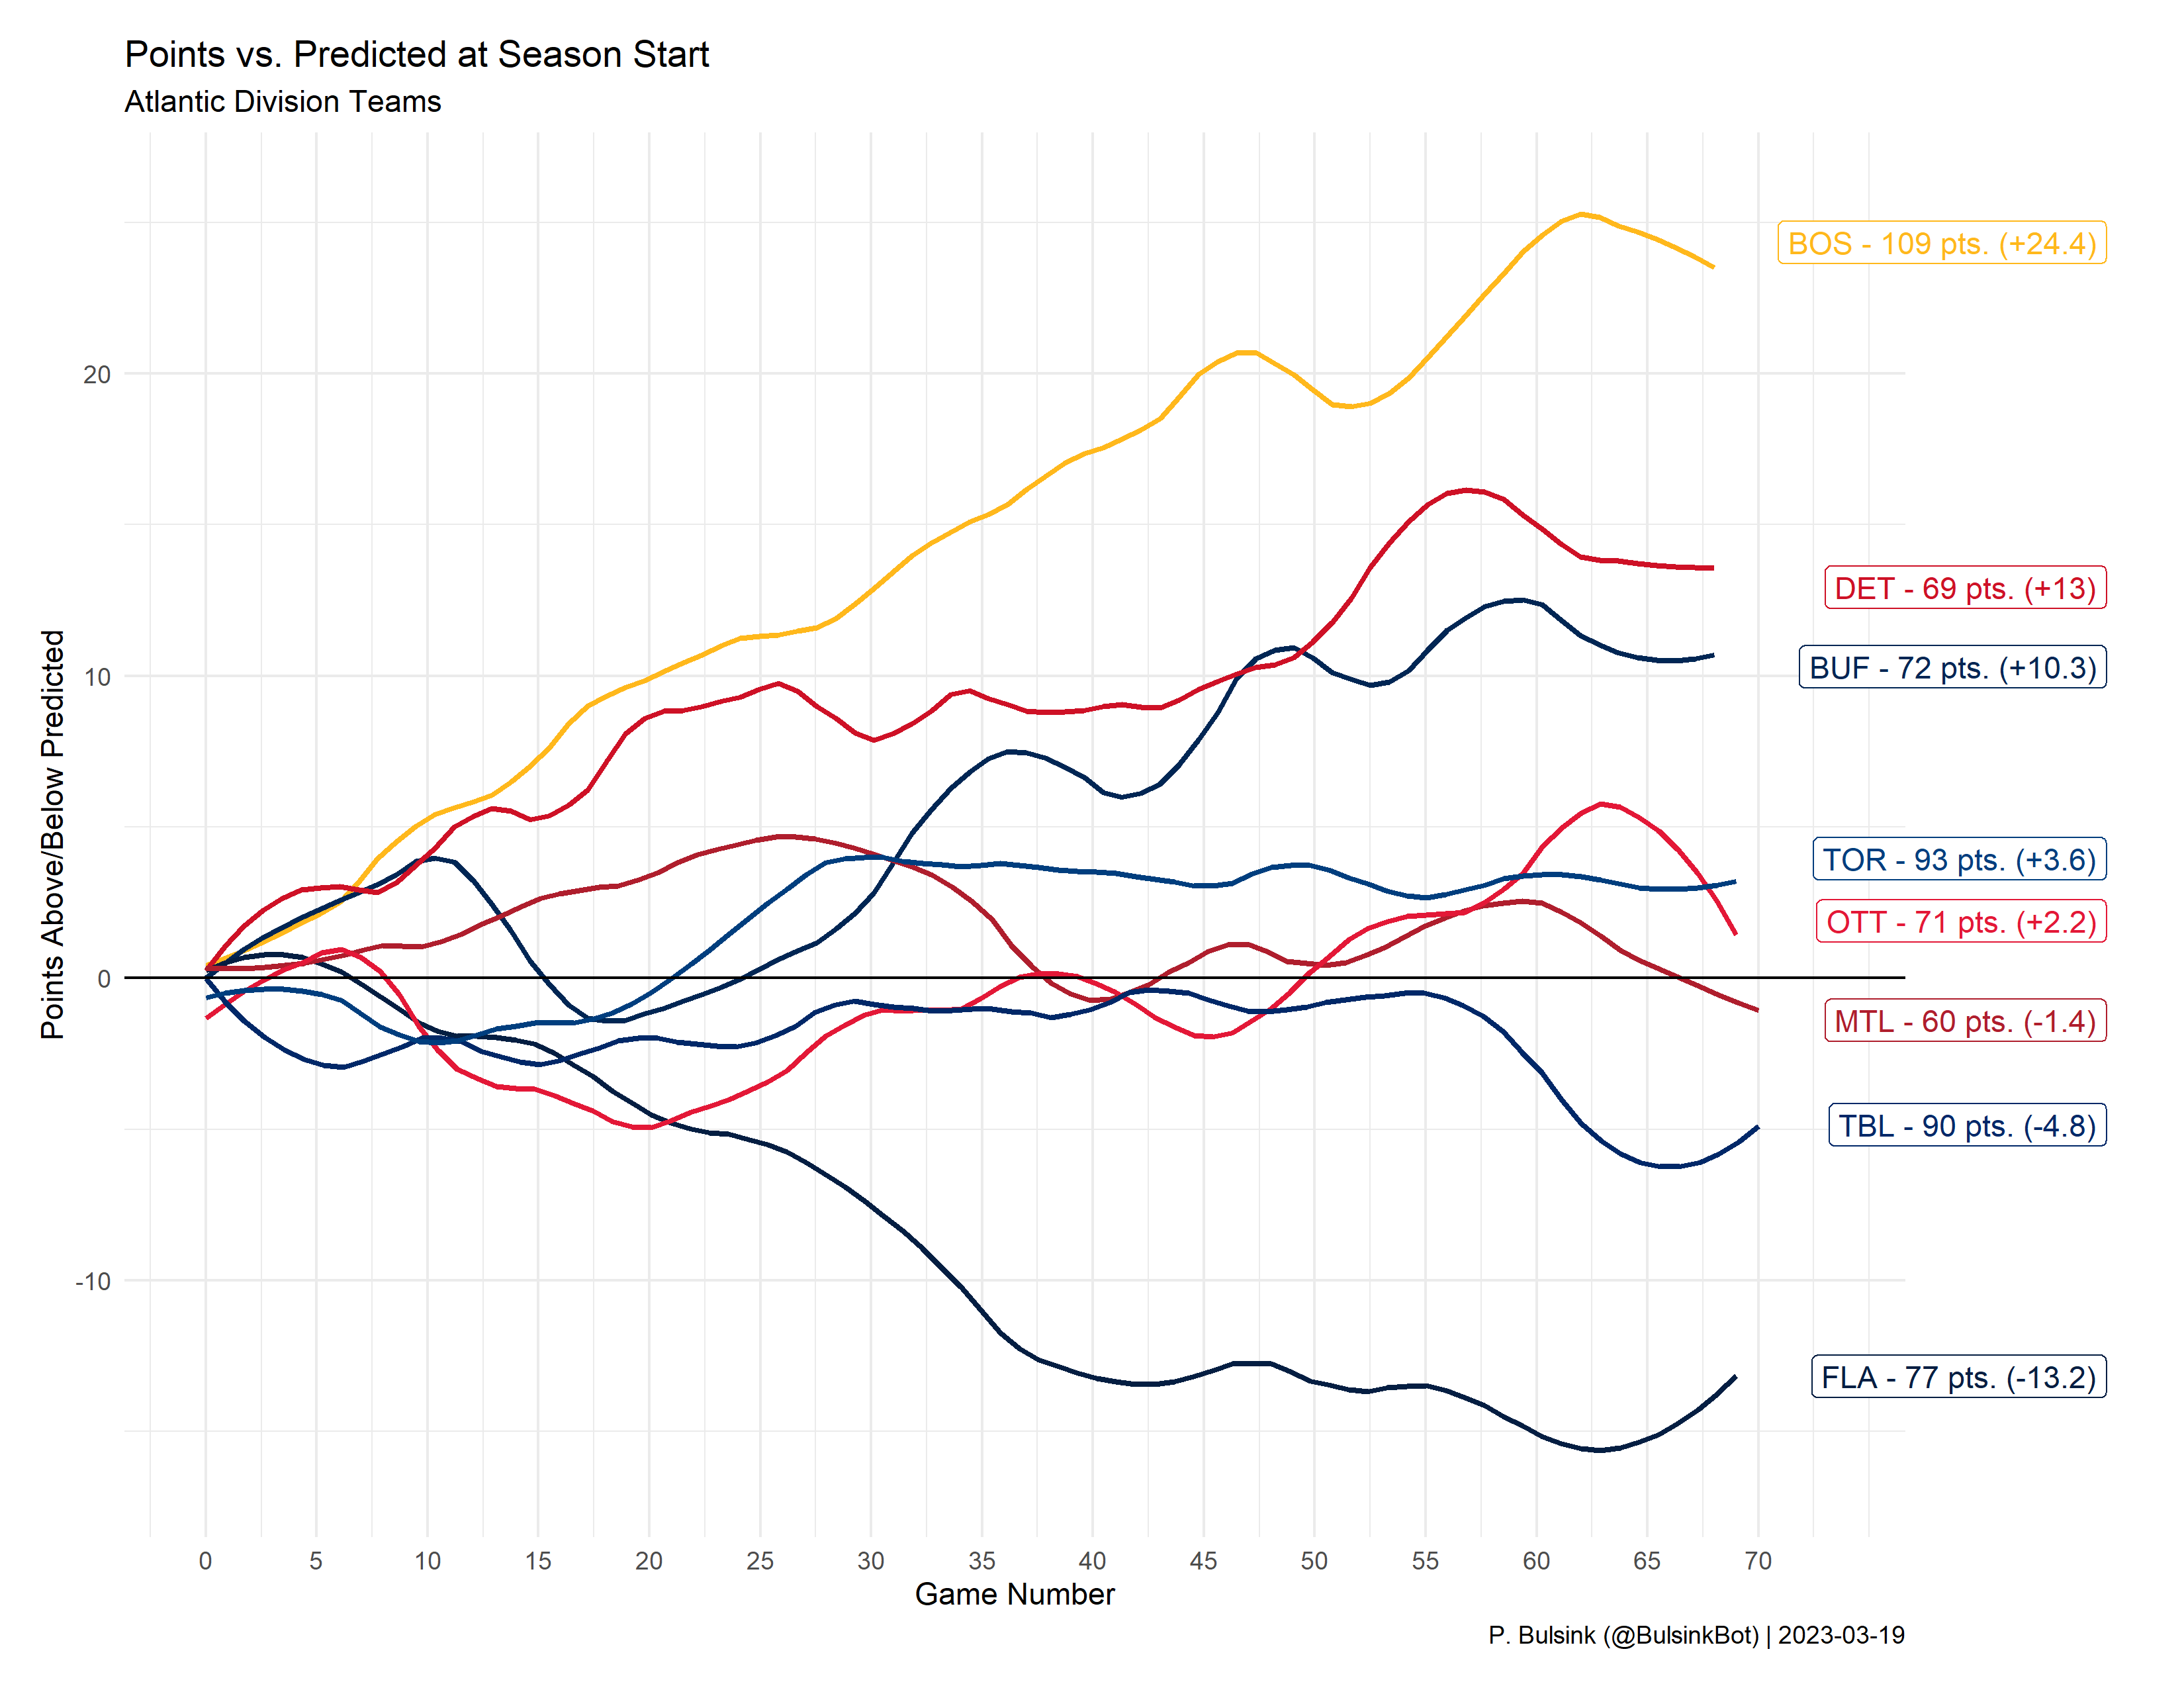 Points vs. Predicted at Season Start
Atlantic Division Teams
Points Above/Below Predicted
20
10
0
-10
BOS - 109 pts. (+24.4)
DET - 69 pts. (+13)
BUF - 72 pts. (+10.3)
TOR - 93 pts. (+3.6)
OTT - 71 pts. (+2.2)
MTL - 60 pts. (-1.4)
TBL - 90 pts. (-4.8)
FLA - 77 pts. (-13.2)
0 5 10 15 20 25 30 35 40 45 50 55 60 65 70
Game Number
P. Bulsink (@BulsinkBot) | 2023-03-19